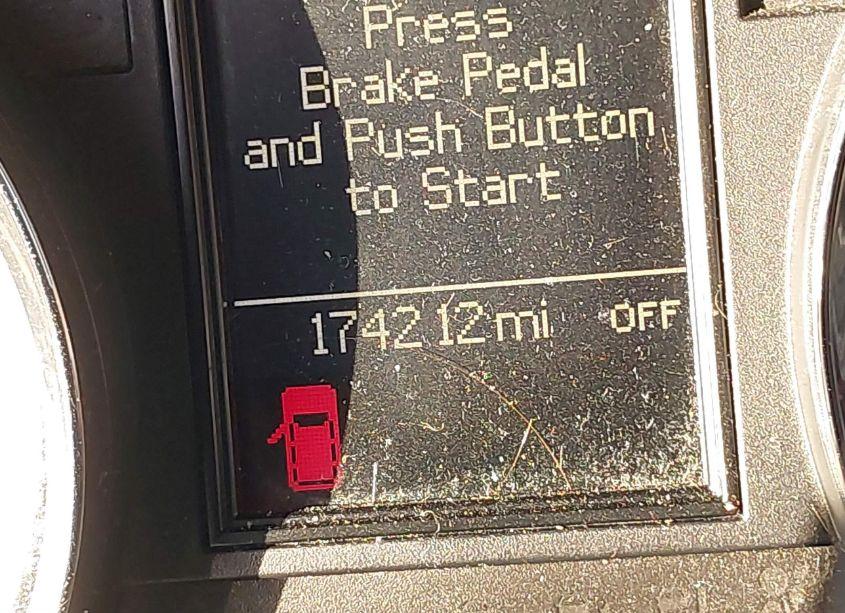 Press
Brake Pedal
and Push Button
to Start
174212mi OFF